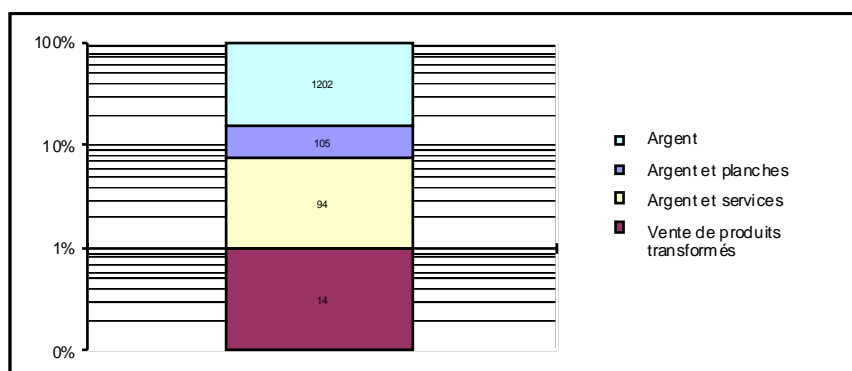 100%
1202
10%
105
94
1%
14
0%
Argent
Argent et planches
Argent et services
Vente de produits
transformés